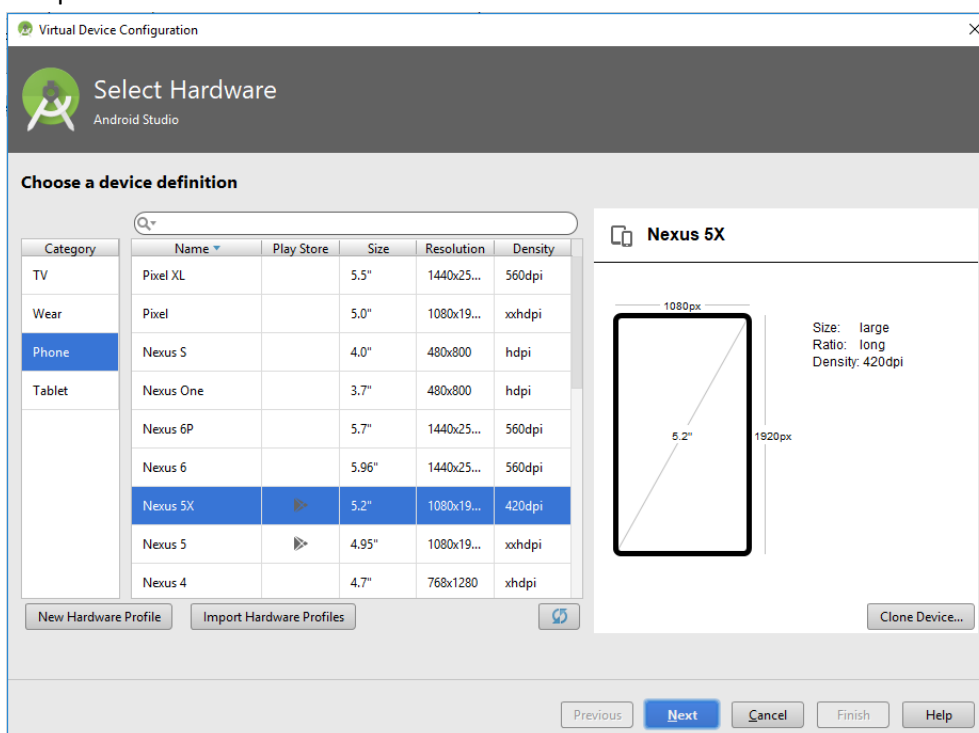 Virtual Device Configuration
Select Hardware
Android Studio
Choose a device definition
Category
TV
Wear
Phone
Tablet
Name Play Store Size Resolution Density
Pixel XL 5.5" 1440x25... 560dpi
Pixel 5.0" 1080x19... xxhdpi
Nexus S 4.0" 480x800 hdpi
Nexus One 3.7" 480x800 hdpi
Nexus 6P 5.7" 1440x25... 560dpi
Nexus 6 5.96" 1440x25... 560dpi
Nexus 5X 5.2" 1080x19... 420dpi
Nexus 5 4.95" 1080x19... xxhdpi
Nexus 4 4.7" 768x1280 xhdpi
New Hardware Profile Import Hardware Profiles
Nexus 5X
1080px
5.2"
1920px
Size: large
Ratio: long
Density: 420dpi
Clone Device...
Previous Next Cancel Finish Help